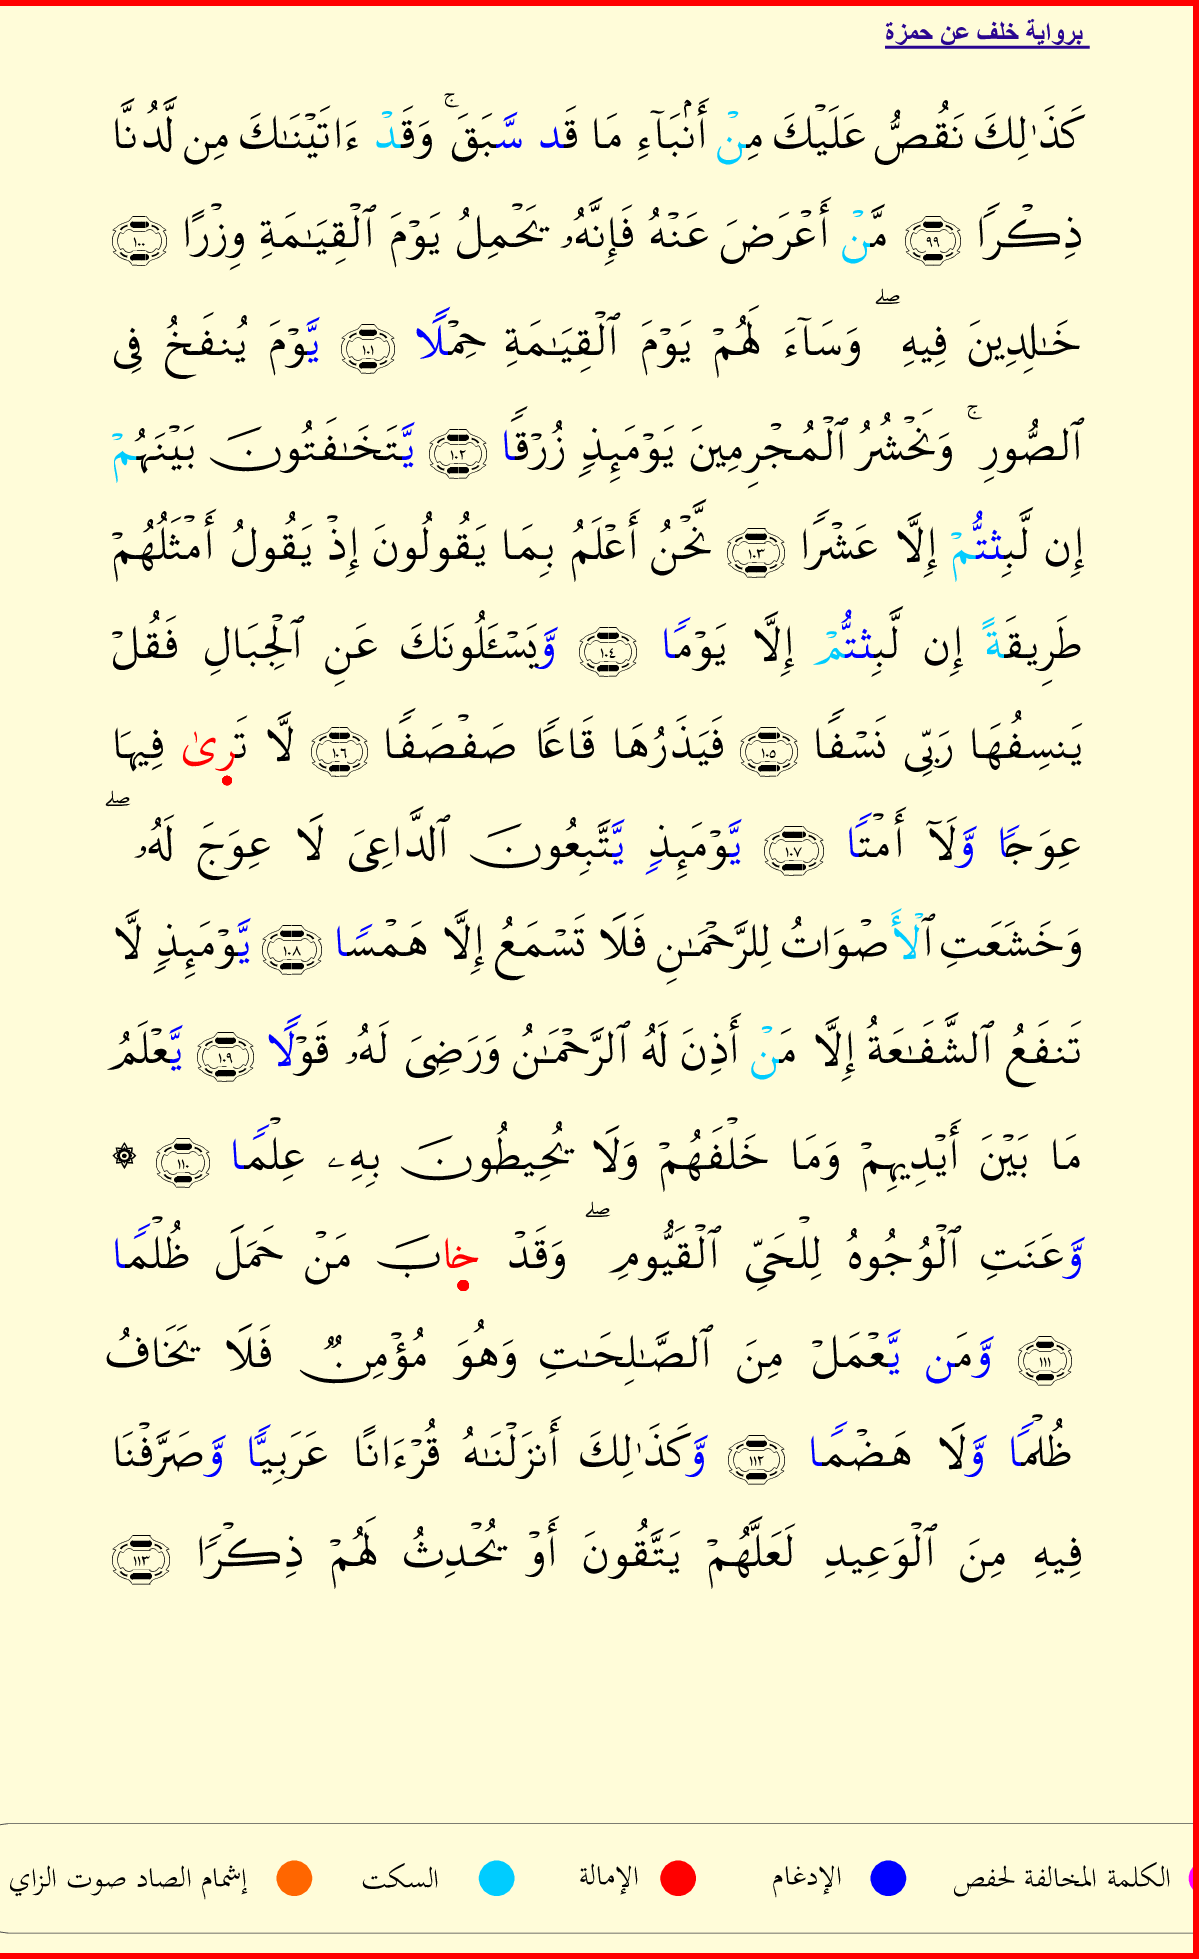 برواية خلف عن حمزة
كَذَٰلِكَ نَقُصُّ عَلَيْكَ مِنْ أَنۢبَآءِ مَا قَد سَّبَقَۚ وَقَدْ ءَاتَيْنَٰكَ مِن لَّدُنَّا
ذِكْرًا ٩٩ مَّنْ أَعْرَضَ عَنْهُ فَإِنَّهُۥ يَحْمِلُ يَوْمَ ٱلْقِيَٰمَةِ وِزْرًا ١٠٠
خَٰلِدِينَ فِيهِۖ وَسَآءَ لَهُمْ يَوْمَ ٱلْقِيَٰمَةِ حِمْلًا ١٠١ يَّوْمَ يُنفَخُ فِى
ٱلصُّورِۚ وَنَحْشُرُ ٱلْمُجْرِمِينَ يَوْمَئِذٍ زُرْقًا ١٠٢ يَّتَخَٰفَتُونَ بَيْنَهُمْ
إِن لَّبِثتُّمْ إِلَّا عَشْرًا ١٠٣ نَّحْنُ أَعْلَمُ بِمَا يَقُولُونَ إِذْ يَقُولُ أَمْثَلُهُمْ
طَرِيقَةً إِن لَّبِثتُّمْ إِلَّا يَوْمًا ١٠٤ وَّيَسْـَٔلُونَكَ عَنِ ٱلْجِبَالِ فَقُلْ
يَنسِفُهَا رَبِّى نَسْفًا ١٠٥ فَيَذَرُهَا قَاعًا صَفْصَفًا ١٠٦ لَّا تَرِىٰ فِيهَا
عِوَجًا وَّلَآ أَمْتًا ١٠٧ يَّوْمَئِذٍ يَّتَّبِعُونَ ٱلدَّاعِىَ لَا عِوَجَ لَهُۥۖ
وَخَشَعَتِ ٱلْأَصْوَاتُ لِلرَّحْمَٰنِ فَلَا تَسْمَعُ إِلَّا هَمْسًا ١٠٨ يَّوْمَئِذٍ لَّا
تَنفَعُ ٱلشَّفَٰعَةُ إِلَّا مَنْ أَذِنَ لَهُ ٱلرَّحْمَٰنُ وَرَضِىَ لَهُۥ قَوْلًا ١٠٩ يَّعْلَمُ
مَا بَيْنَ أَيْدِيهِمْ وَمَا خَلْفَهُمْ وَلَا يُحِيطُونَ بِهِۦ عِلْمًا ١١٠ ۞
وَّعَنَتِ ٱلْوُجُوهُ لِلْحَىِّ ٱلْقَيُّومِۖ وَقَدْ خِابَ مَنْ حَمَلَ ظُلْمًا
١١١ وَّمَن يَّعْمَلْ مِنَ ٱلصَّٰلِحَٰتِ وَهُوَ مُؤْمِنٌ فَلَا يَخَافُ
ظُلْمًا وَّلَا هَضْمًا ١١٢ وَّكَذَٰلِكَ أَنزَلْنَٰهُ قُرْءَانًا عَرَبِيًّا وَّصَرَّفْنَا
فِيهِ مِنَ ٱلْوَعِيدِ لَعَلَّهُمْ يَتَّقُونَ أَوْ يُحْدِثُ لَهُمْ ذِكْرًا ١١٣
الكلمة المخالفة لحفص الإدغام الإمالة السكت إشمام الصاد صوت الزاي